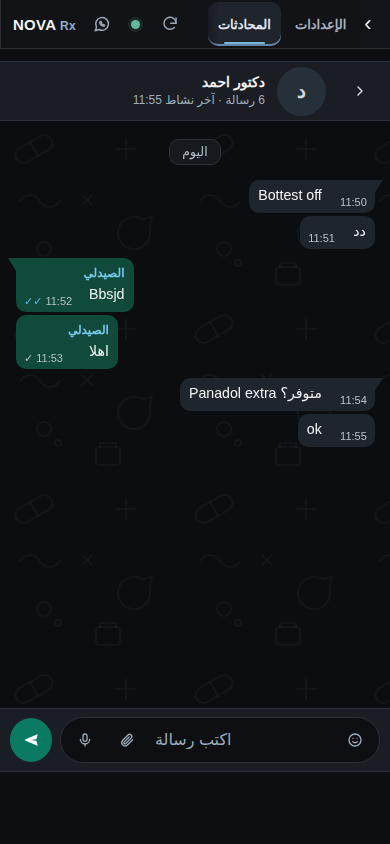 NOVA Rx
المحادثات
الإعدادات
دكتور احمد
6 رسالة · آخر نشاط 11:55
د
اليوم
Bottest off 11:50
دد 11:51
الصيدلي
Bbsjd 11:52
الصيدلي
اهلا 11:53
Panadol extra متوفر؟ 11:54
ok 11:55
اكتب رسالة